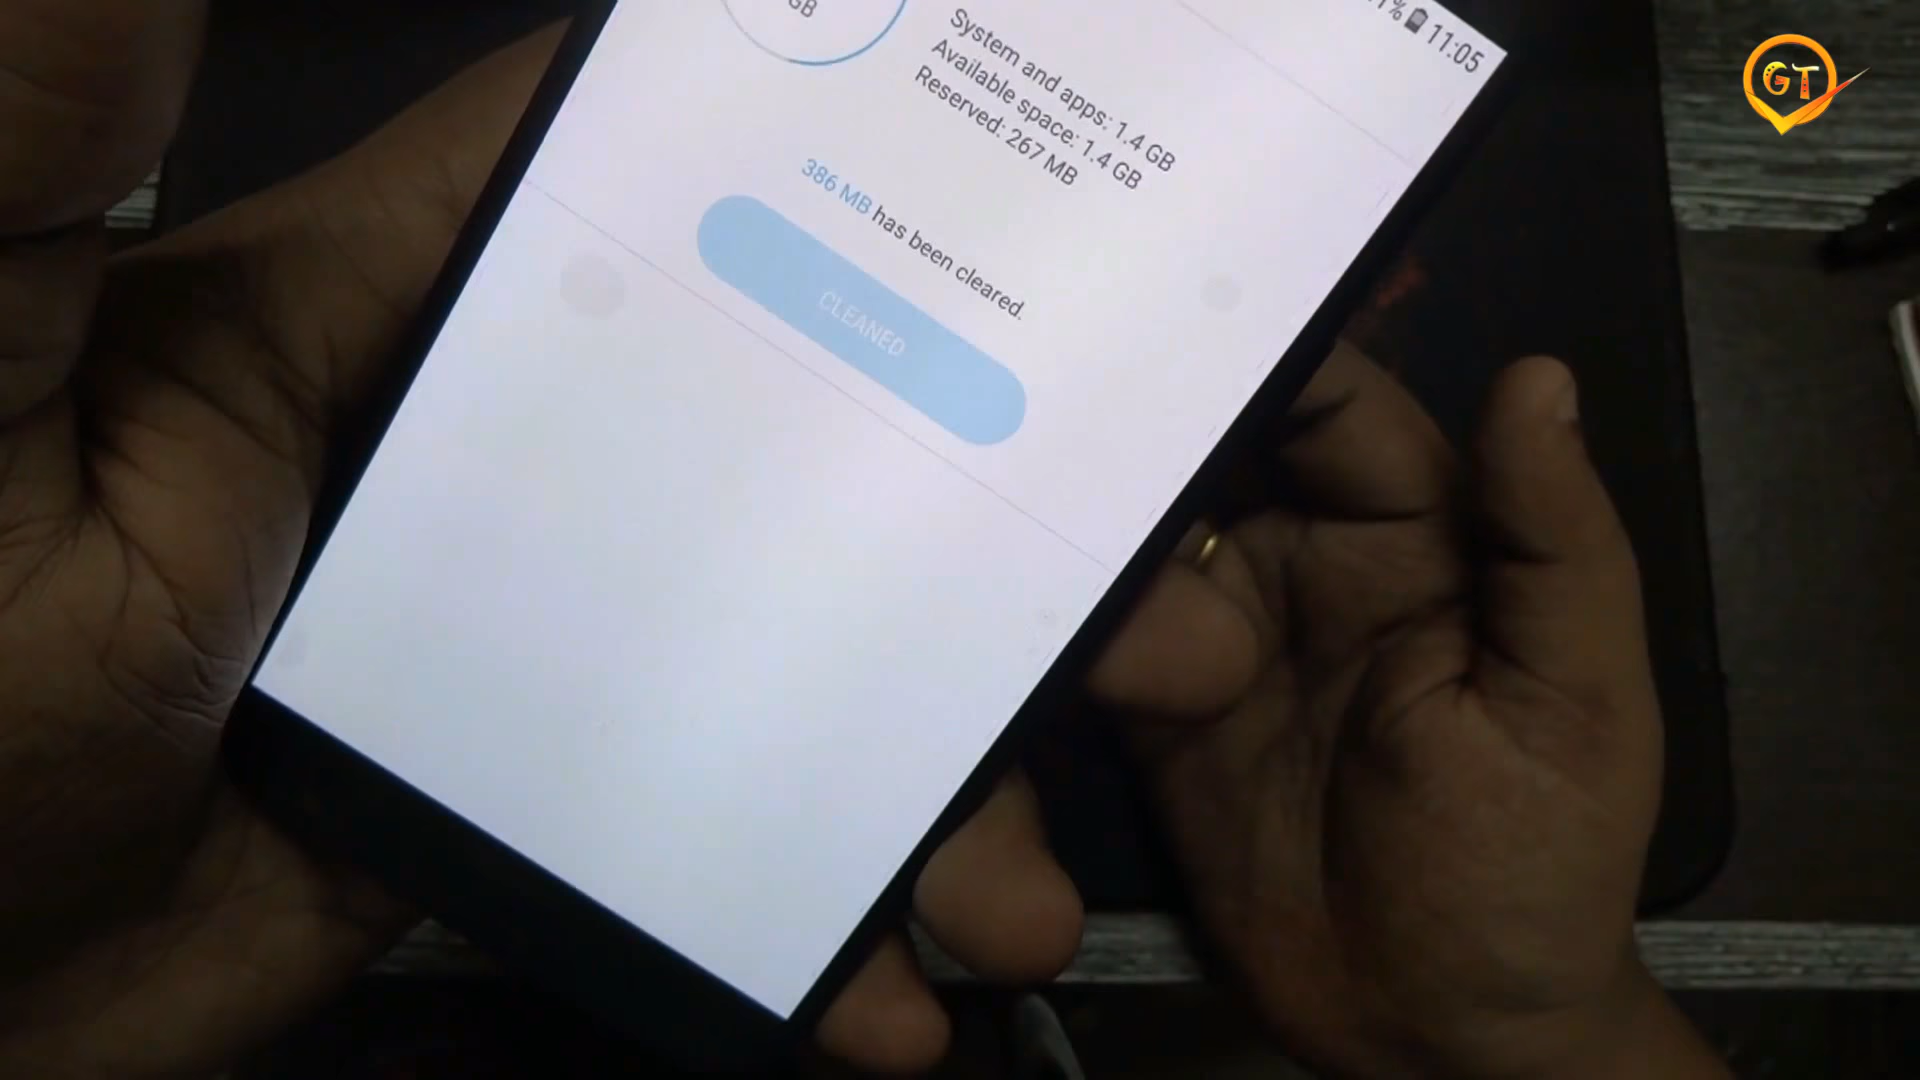 GB
11:05
System and apps: 1.4 GB
Available space: 1.4 GB
Reserved: 267 MB
386 MB has been cleared.
CLEANED
GT